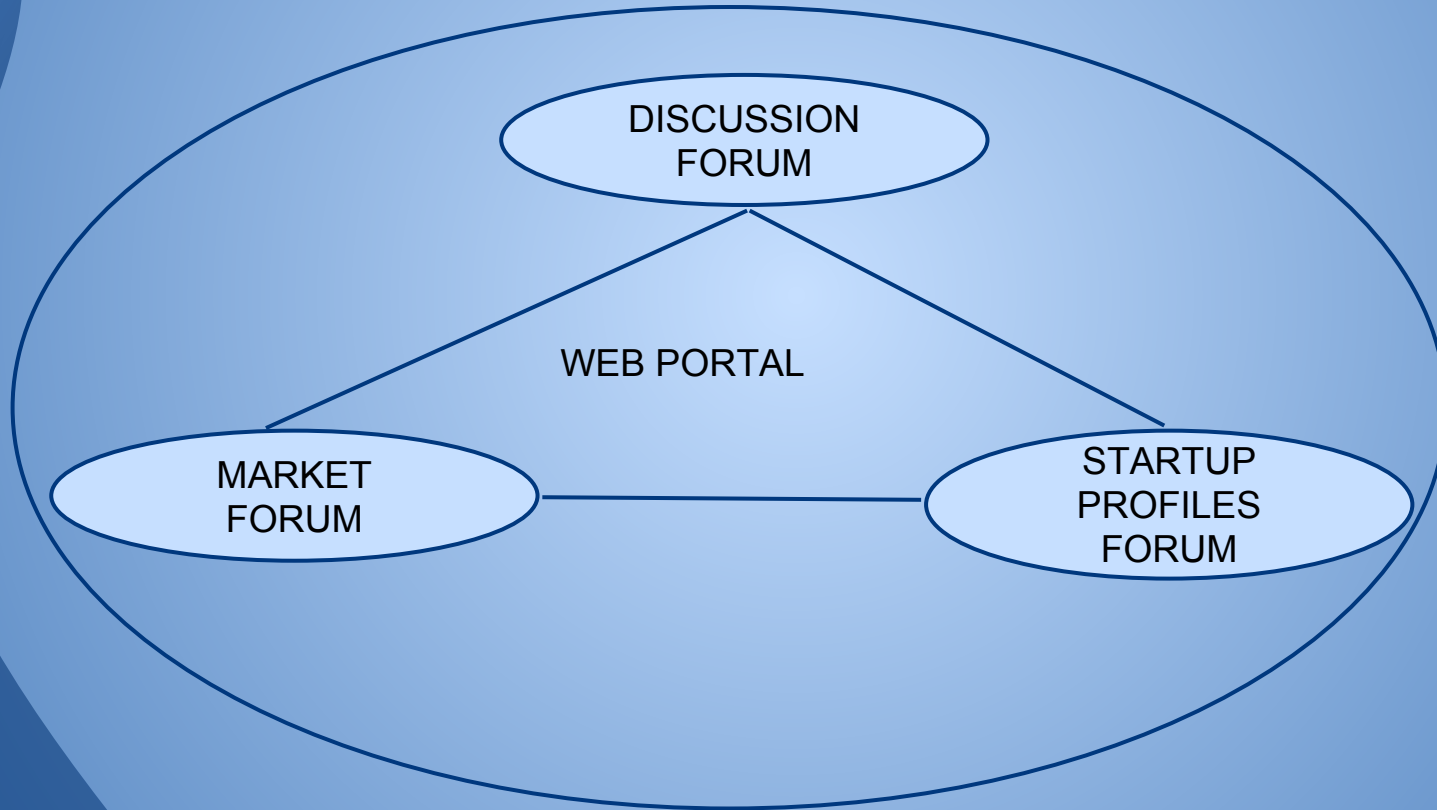 DISCUSSION
FORUM
WEB PORTAL
MARKET
FORUM
STARTUP
PROFILES
FORUM